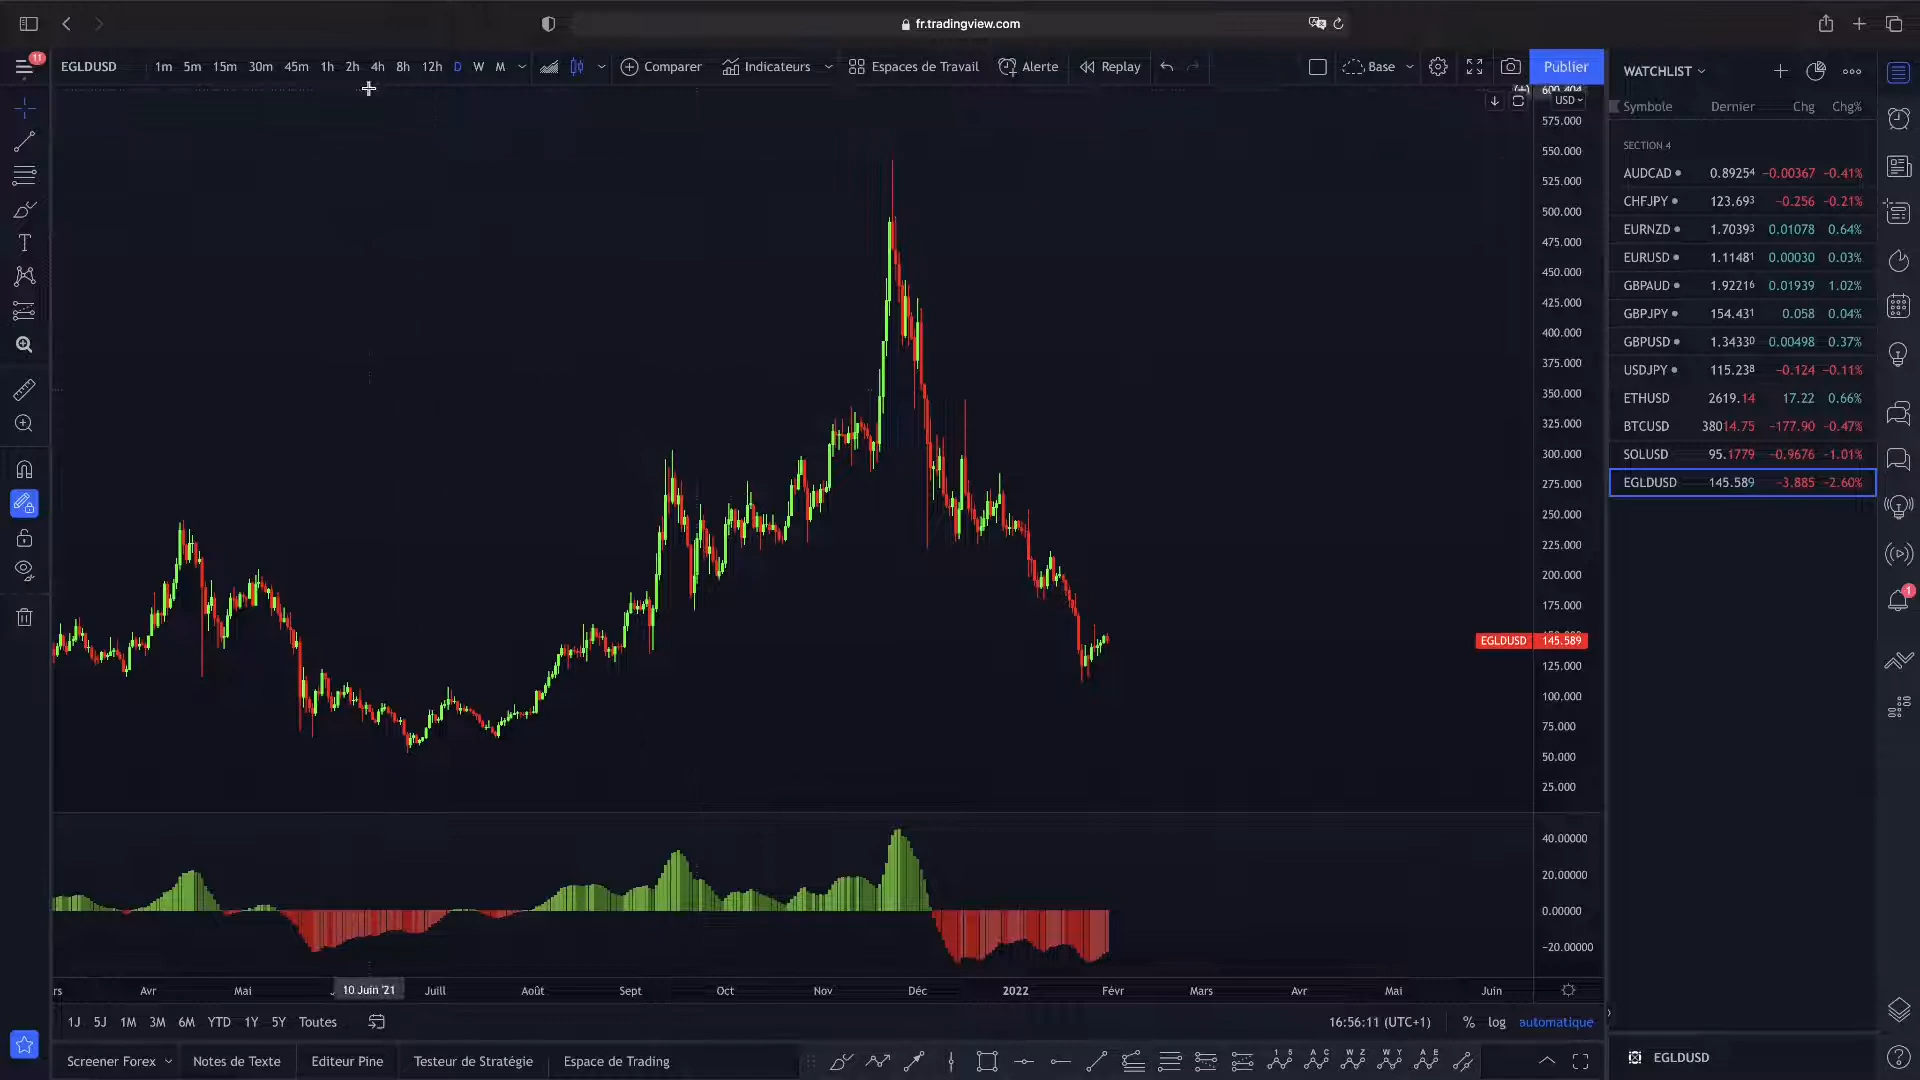 fr.tradingview.com
11
EGLDUSD 1m 5m 15m 30m 45m 1h 2h 4h 8h 12h D W M Comparer Indicateurs Espaces de Travail Alerte Replay Base Publier
WATCHLIST
USD
Symbole Dernier Chg Chg%
SECTION 4
AUDCAD 0.89254 −0.00367 −0.41%
CHFJPY 123.693 −0.256 −0.21%
EURNZD 1.70393 0.01078 0.64%
EURUSD 1.11481 0.00030 0.03%
GBPAUD 1.92216 0.01939 1.02%
GBPJPY 154.431 0.058 0.04%
GBPUSD 1.34330 0.00498 0.37%
USDJPY 115.238 −0.124 −0.11%
ETHUSD 2619.14 17.22 0.66%
BTCUSD 38014.75 −177.90 −0.47%
SOLUSD 95.1779 −0.9676 −1.01%
EGLDUSD 145.589 −3.885 −2.60%
1
575.000
550.000
525.000
500.000
475.000
450.000
425.000
400.000
375.000
350.000
325.000
300.000
275.000
250.000
225.000
200.000
175.000
EGLDUSD 145.589
125.000
100.000
75.000
50.000
25.000
40.00000
20.00000
0.00000
−20.00000
rs Avr Mai 10 Juin '21 Juill Août Sept Oct Nov Déc 2022 Févr Mars Avr Mai Juin
1J 5J 1M 3M 6M YTD 1Y 5Y Toutes 16:56:11 (UTC+1) % log automatique
Screener Forex Notes de Texte Editeur Pine Testeur de Stratégie Espace de Trading
EGLDUSD